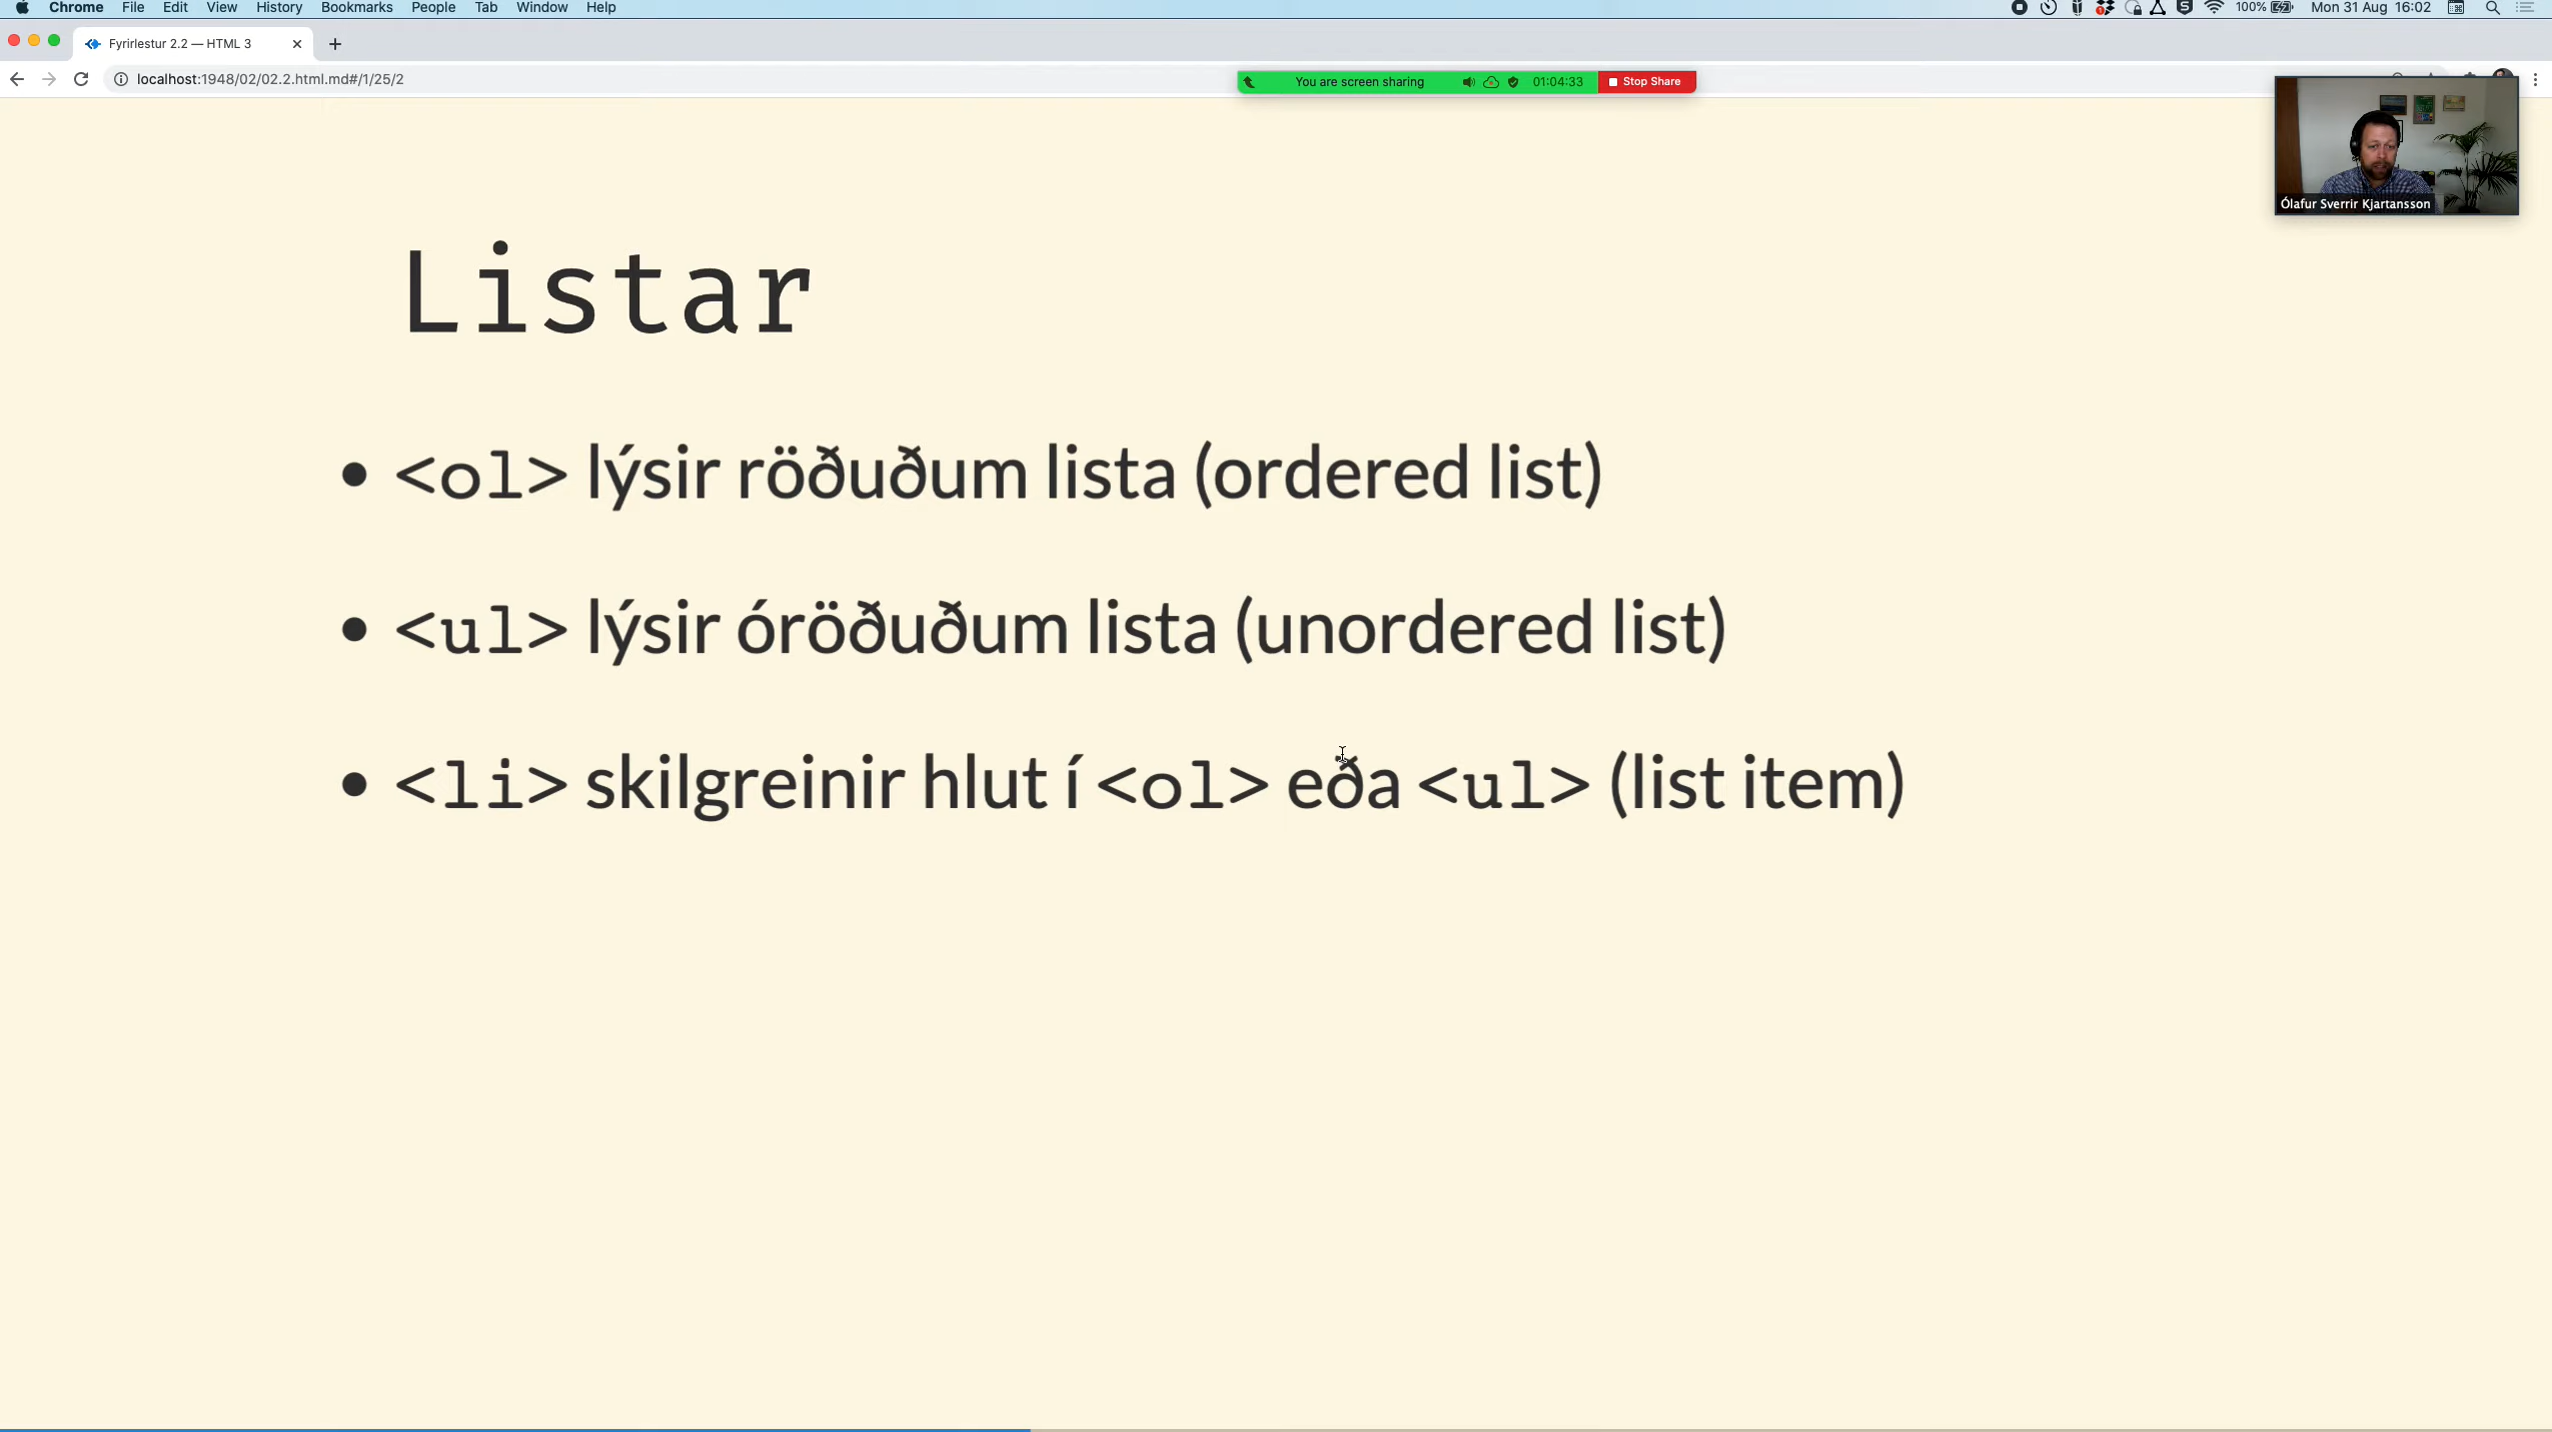 Chrome File Edit View History Bookmarks People Tab Window Help 100% Mon 31 Aug 16:02
Fyrirlestur 2.2 — HTML 3
localhost:1948/02/02.2.html.md#/1/25/2
You are screen sharing 01:04:33 Stop Share
Ólafur Sverrir Kjartansson
Listar
• <ol> lýsir röðuðum lista (ordered list)
• <ul> lýsir óröðuðum lista (unordered list)
• <li> skilgreinir hlut í <ol> eða <ul> (list item)